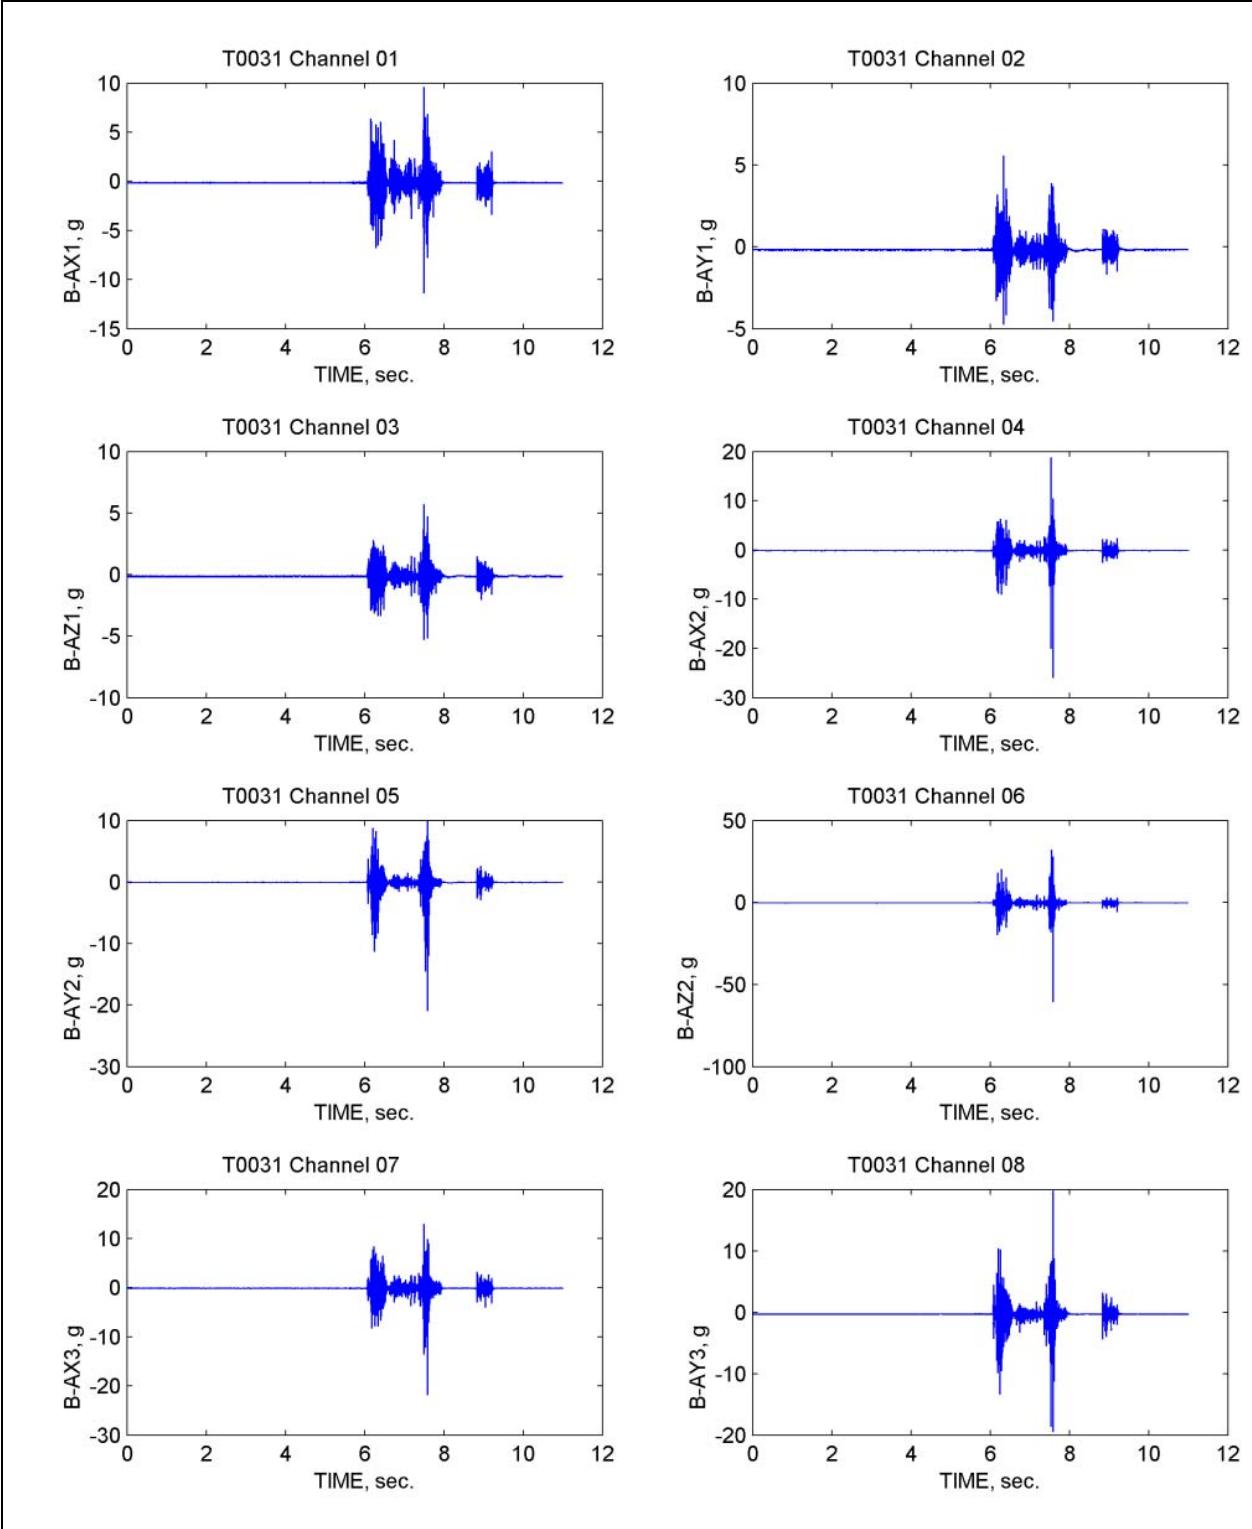 T0031 Channel 01
10
5
0
-5
-10
-15
B-AX1, g
0 2 4 6 8 10 12
TIME, sec.
T0031 Channel 02
10
5
0
-5
B-AY1, g
0 2 4 6 8 10 12
TIME, sec.
T0031 Channel 03
10
5
0
-5
-10
B-AZ1, g
0 2 4 6 8 10 12
TIME, sec.
T0031 Channel 04
20
10
0
-10
-20
-30
B-AX2, g
0 2 4 6 8 10 12
TIME, sec.
T0031 Channel 05
10
0
-10
-20
-30
B-AY2, g
0 2 4 6 8 10 12
TIME, sec.
T0031 Channel 06
50
0
-50
-100
B-AZ2, g
0 2 4 6 8 10 12
TIME, sec.
T0031 Channel 07
20
10
0
-10
-20
-30
B-AX3, g
0 2 4 6 8 10 12
TIME, sec.
T0031 Channel 08
20
10
0
-10
-20
B-AY3, g
0 2 4 6 8 10 12
TIME, sec.